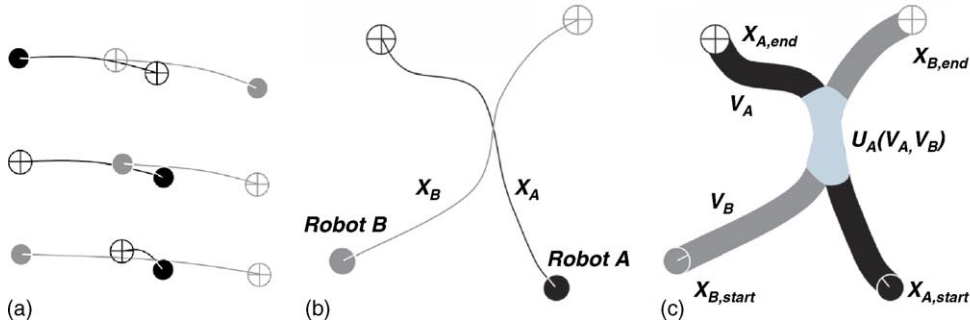 X_A,end
X_B,end
V_A
U_A(V_A,V_B)
X_B
X_A
V_B
Robot B
Robot A
X_B,start
X_A,start
(a)
(b)
(c)